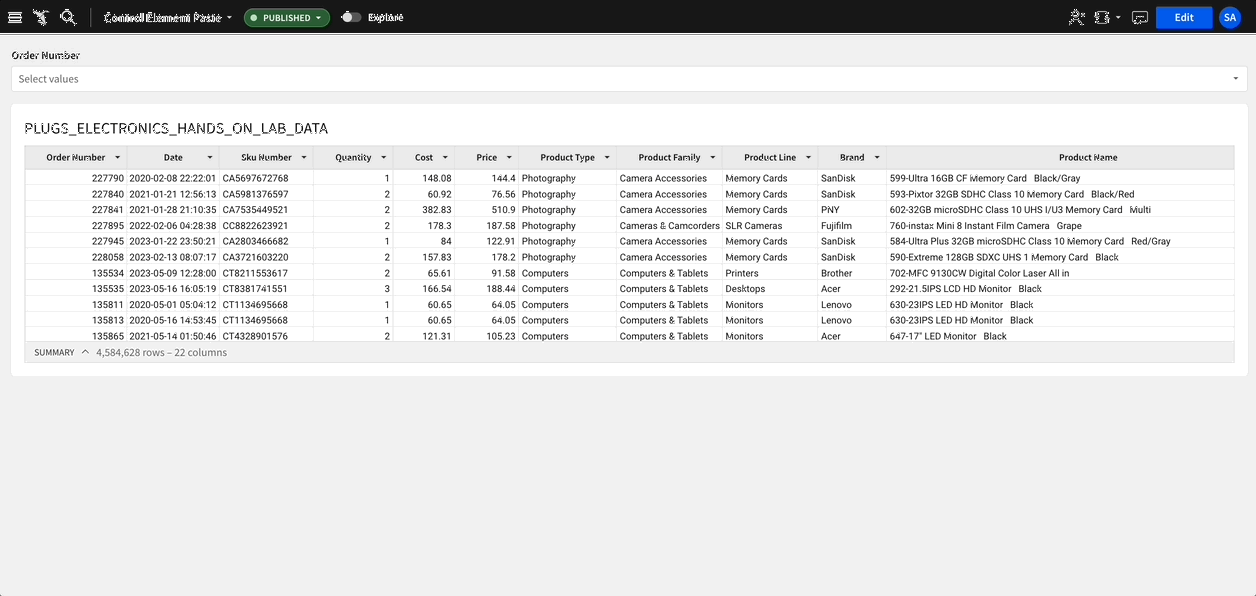 Control Element Paste PUBLISHED Explore Edit SA
Order Number
Select values
PLUGS_ELECTRONICS_HANDS_ON_LAB_DATA
Order Number Date Sku Number Quantity Cost Price Product Type Product Family Product Line Brand Product Name
227790 2020-02-08 22:22:01 CA5697672768 1 148.08 144.4 Photography Camera Accessories Memory Cards SanDisk 599-Ultra 16GB CF Memory Card Black/Gray
227840 2021-01-21 12:56:13 CA5981376597 2 60.92 76.56 Photography Camera Accessories Memory Cards SanDisk 593-Pixtor 32GB SDHC Class 10 Memory Card Black/Red
227841 2021-01-28 21:10:35 CA7535449521 2 382.83 510.9 Photography Camera Accessories Memory Cards PNY 602-32GB microSDHC Class 10 UHS I/U3 Memory Card Multi
227895 2022-02-06 04:28:38 CC8822623921 2 178.3 187.58 Photography Cameras & Camcorders SLR Cameras Fujifilm 760-instax Mini 8 Instant Film Camera Grape
227945 2023-01-22 23:50:21 CA2803466682 1 84 122.91 Photography Camera Accessories Memory Cards SanDisk 584-Ultra Plus 32GB microSDHC Class 10 Memory Card Red/Gray
228058 2023-02-13 08:07:17 CA3721603220 2 157.83 178.2 Photography Camera Accessories Memory Cards SanDisk 590-Extreme 128GB SDXC UHS 1 Memory Card Black
135534 2023-05-09 12:28:00 CT8211553617 2 65.61 91.58 Computers Computers & Tablets Printers Brother 702-MFC 9130CW Digital Color Laser All in
135535 2023-05-16 16:05:19 CT8381741551 3 166.54 188.44 Computers Computers & Tablets Desktops Acer 292-21.5IPS LCD HD Monitor Black
135811 2020-05-01 05:04:12 CT1134695668 1 60.65 64.05 Computers Computers & Tablets Monitors Lenovo 630-23IPS LED HD Monitor Black
135813 2020-05-16 14:53:45 CT1134695668 1 60.65 64.05 Computers Computers & Tablets Monitors Lenovo 630-23IPS LED HD Monitor Black
135865 2021-05-14 01:50:46 CT4328901576 2 121.31 105.23 Computers Computers & Tablets Monitors Acer 647-17" LED Monitor Black
SUMMARY 4,584,628 rows – 22 columns